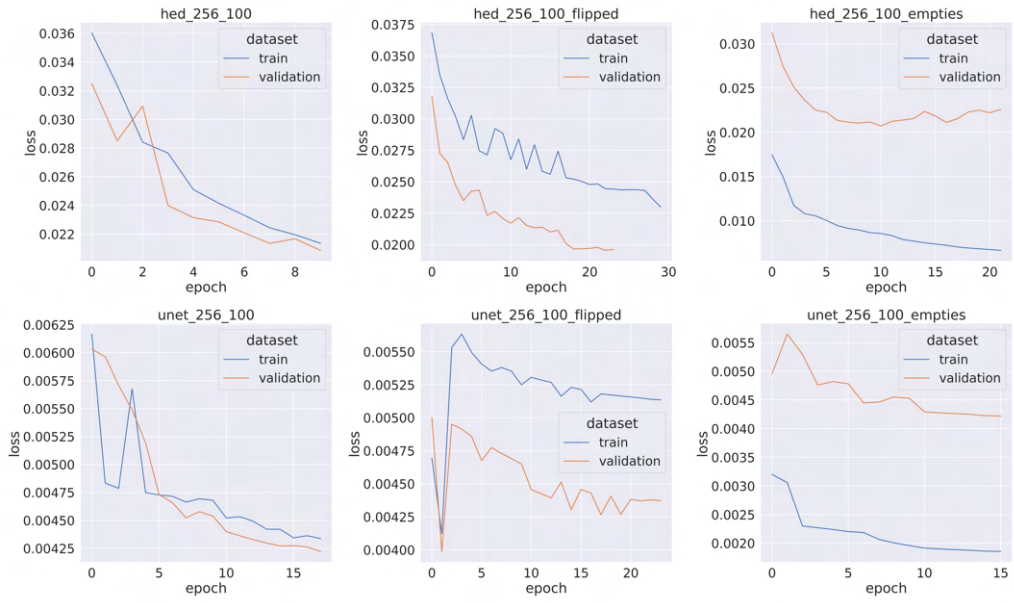 hed_256_100
0.036
0.034
0.032
0.030
0.028
0.026
0.024
0.022
loss
dataset
train
validation
0 2 4 6 8
epoch
hed_256_100_flipped
0.0375
0.0350
0.0325
0.0300
0.0275
0.0250
0.0225
0.0200
loss
dataset
train
validation
0 10 20 30
epoch
hed_256_100_empties
0.030
0.025
0.020
0.015
0.010
loss
dataset
train
validation
0 5 10 15 20
epoch
unet_256_100
0.00625
0.00600
0.00575
0.00550
0.00525
0.00500
0.00475
0.00450
0.00425
loss
dataset
train
validation
0 5 10 15
epoch
unet_256_100_flipped
0.00550
0.00525
0.00500
0.00475
0.00450
0.00425
0.00400
loss
dataset
train
validation
0 5 10 15 20
epoch
unet_256_100_empties
0.0055
0.0050
0.0045
0.0040
0.0035
0.0030
0.0025
0.0020
loss
dataset
train
validation
0 5 10 15
epoch